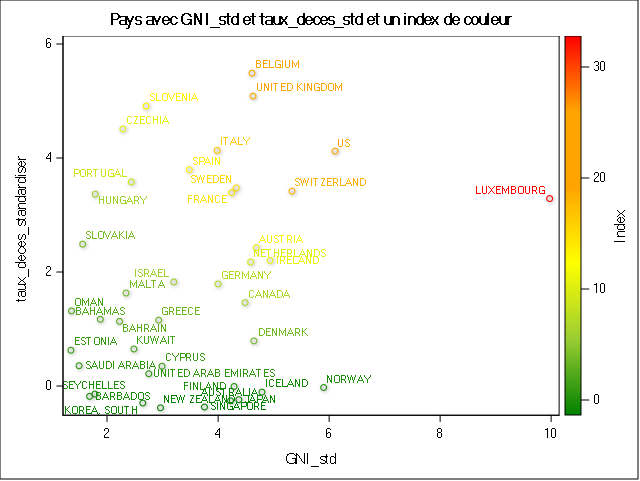 Pays avec GNI_std et taux_deces_std et un index de couleur
6
BELGIUM
UNITED KINGDOM
SLOVENIA
CZECHIA
ITALY
US
4
SPAIN
PORTUGAL
SWEDEN
SWITZERLAND
LUXEMBOURG
HUNGARY
FRANCE
SLOVAKIA
AUSTRIA
NETHERLANDS
IRELAND
2
ISRAEL
GERMANY
MALTA
CANADA
OMAN
BAHAMAS
GREECE
BAHRAIN
DENMARK
ESTONIA
KUWAIT
CYPRUS
SAUDI ARABIA
UNITED ARAB EMIRATES
NORWAY
0
SEYCHELLES
FINLAND
ICELAND
AUSTRALIA
BARBADOS
NEW ZEALAND
JAPAN
KOREA, SOUTH
SINGAPORE
2
4
6
8
10
GNI_std
taux_deces_standardiser
30
20
10
0
Index